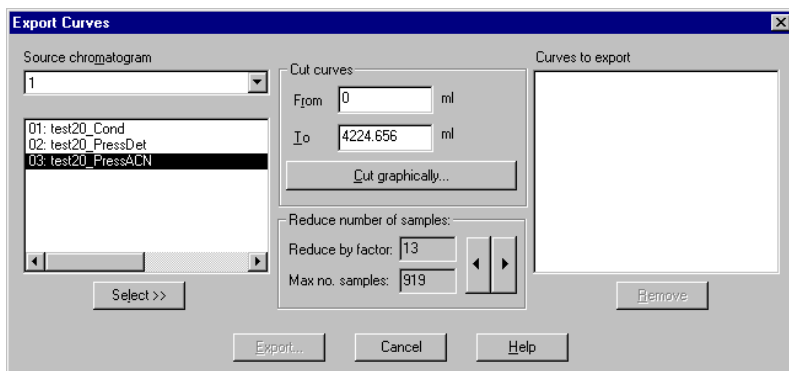 Export Curves
Source chromatogram
1
01: test20_Cond
02: test20_PressDet
03: test20_PressACN
Select >>
Cut curves
From 0 ml
To 4224.656 ml
Cut graphically...
Reduce number of samples:
Reduce by factor: 13
Max no. samples: 919
Curves to export
Remove
Export...
Cancel
Help